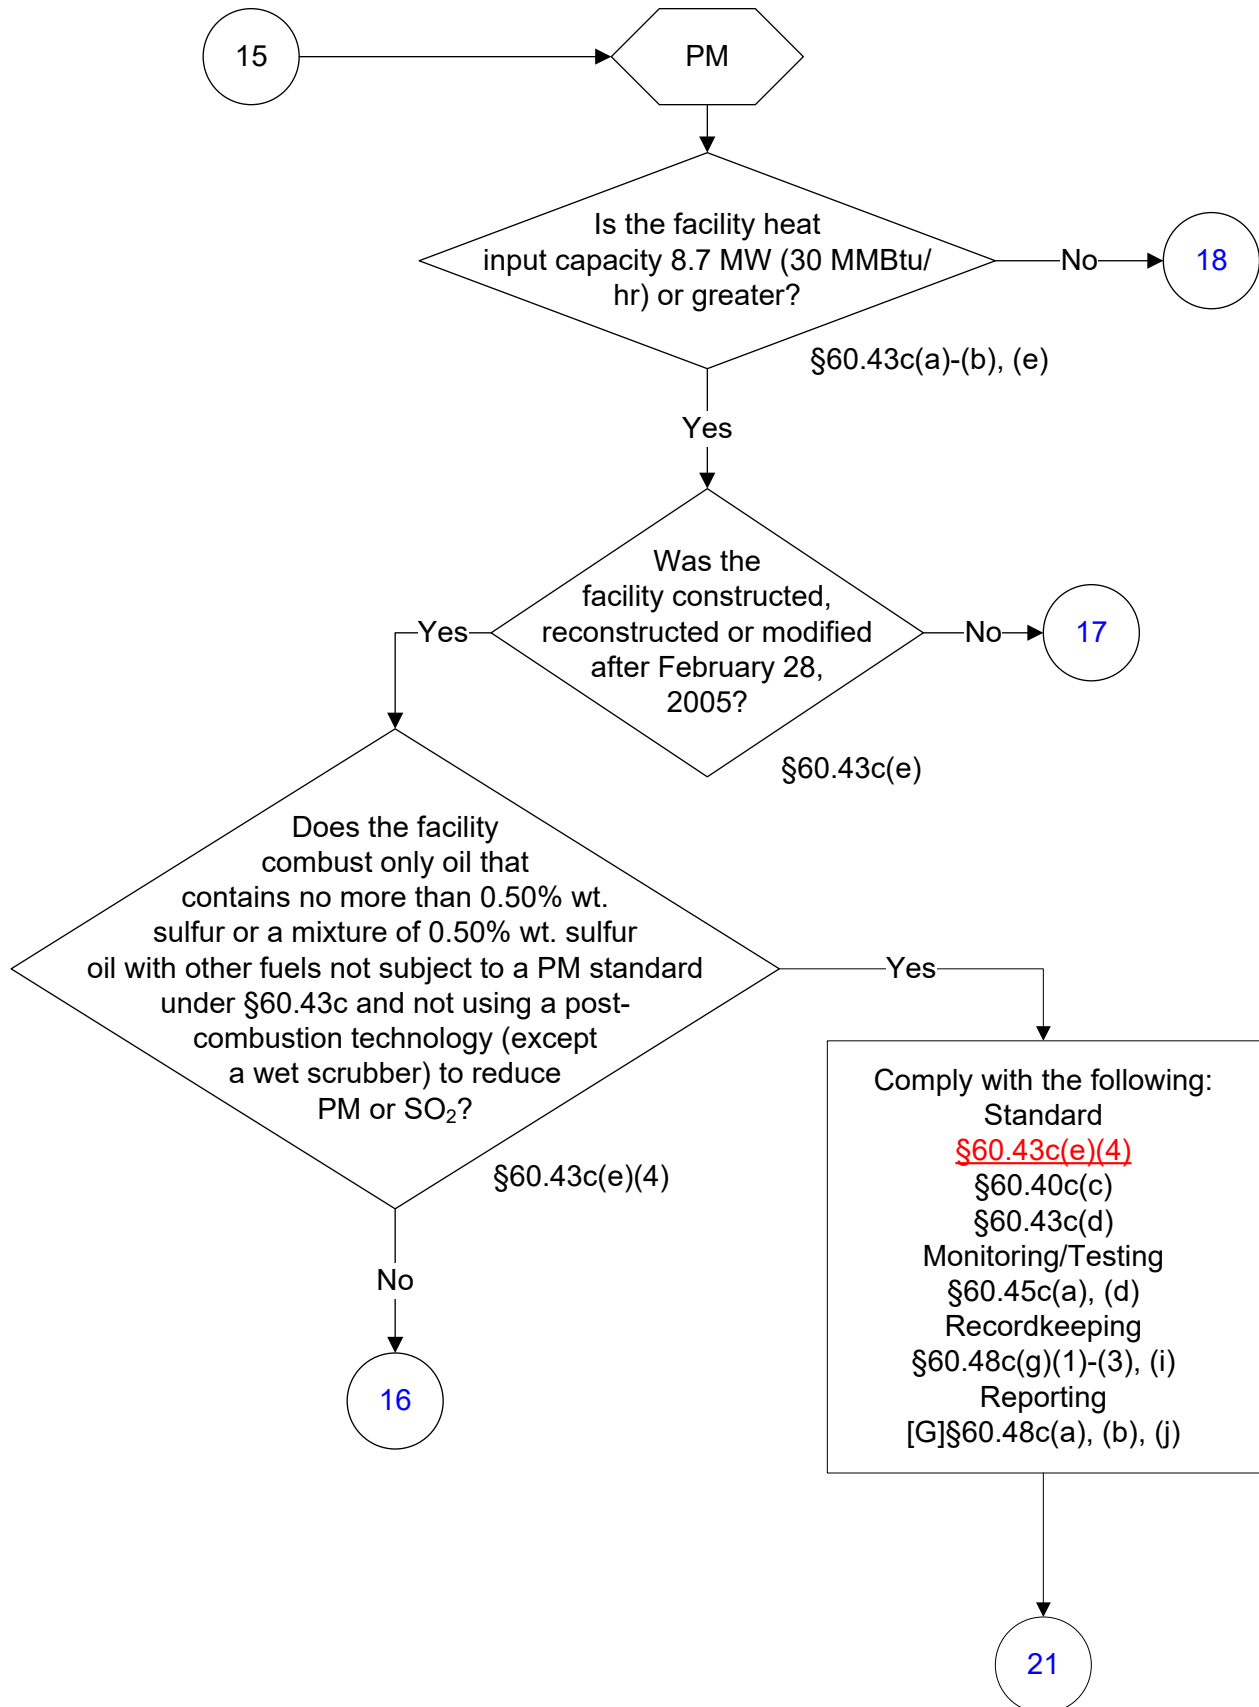 15
PM
Is the facility heat
input capacity 8.7 MW (30 MMBtu/
hr) or greater?
No
18
§60.43c(a)-(b), (e)
Yes
Was the
facility constructed,
reconstructed or modified
after February 28,
2005?
Yes
No
17
§60.43c(e)
Does the facility
combust only oil that
contains no more than 0.50% wt.
sulfur or a mixture of 0.50% wt. sulfur
oil with other fuels not subject to a PM standard
under §60.43c and not using a post-
combustion technology (except
a wet scrubber) to reduce
PM or SO₂?
Yes
§60.43c(e)(4)
No
16
Comply with the following:
Standard
§60.43c(e)(4)
§60.40c(c)
§60.43c(d)
Monitoring/Testing
§60.45c(a), (d)
Recordkeeping
§60.48c(g)(1)-(3), (i)
Reporting
[G]§60.48c(a), (b), (j)
21